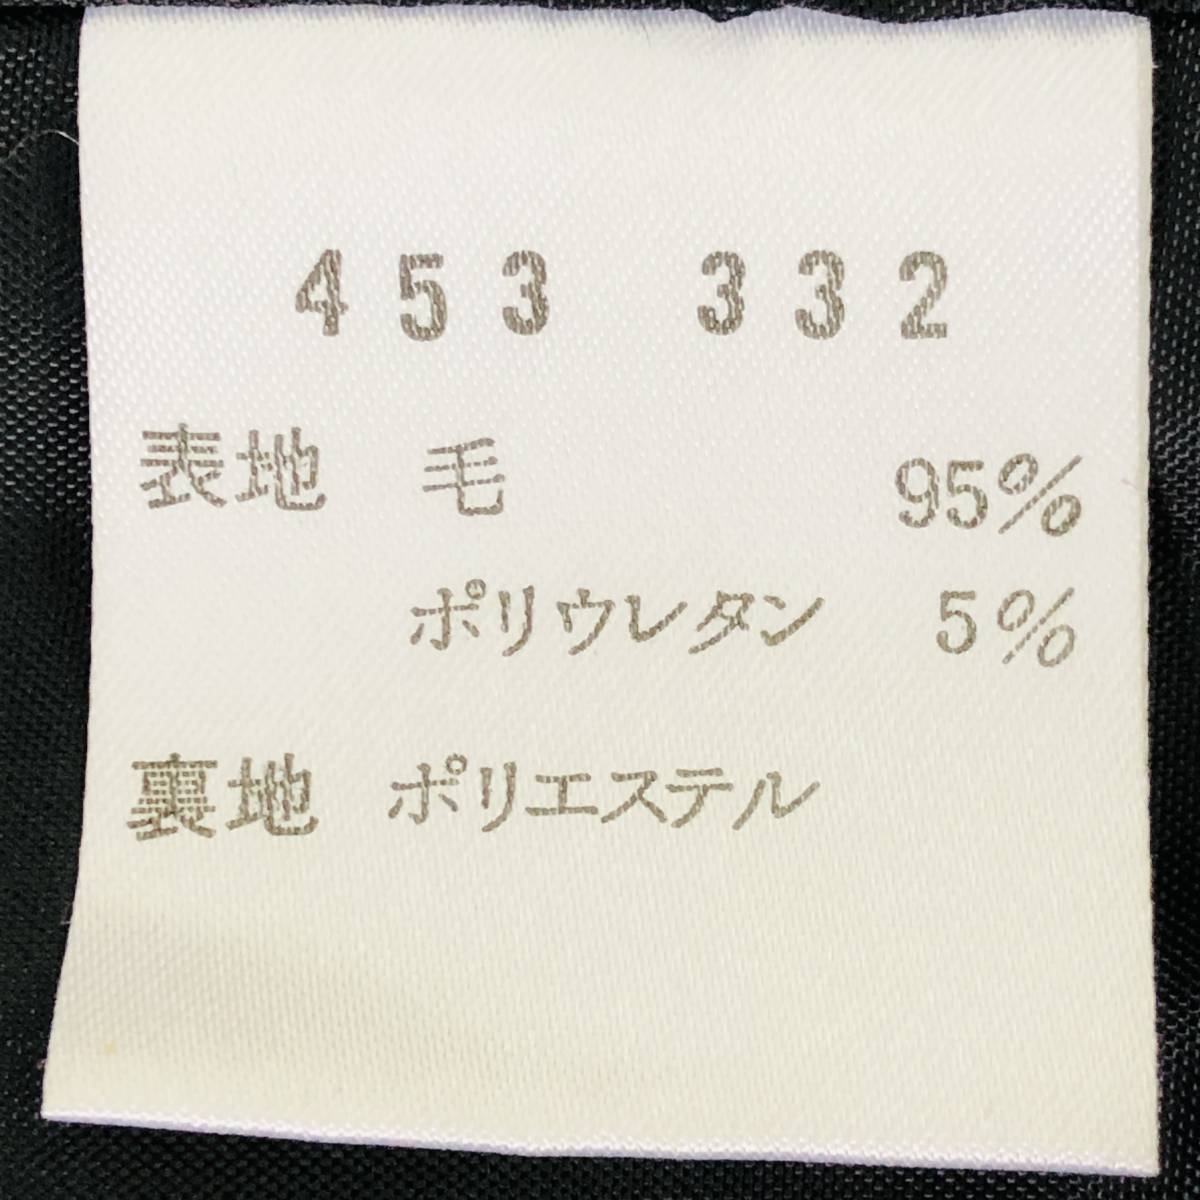 453 332
表地 毛 95%
ポリウレタン 5%
裏地 ポリエステル